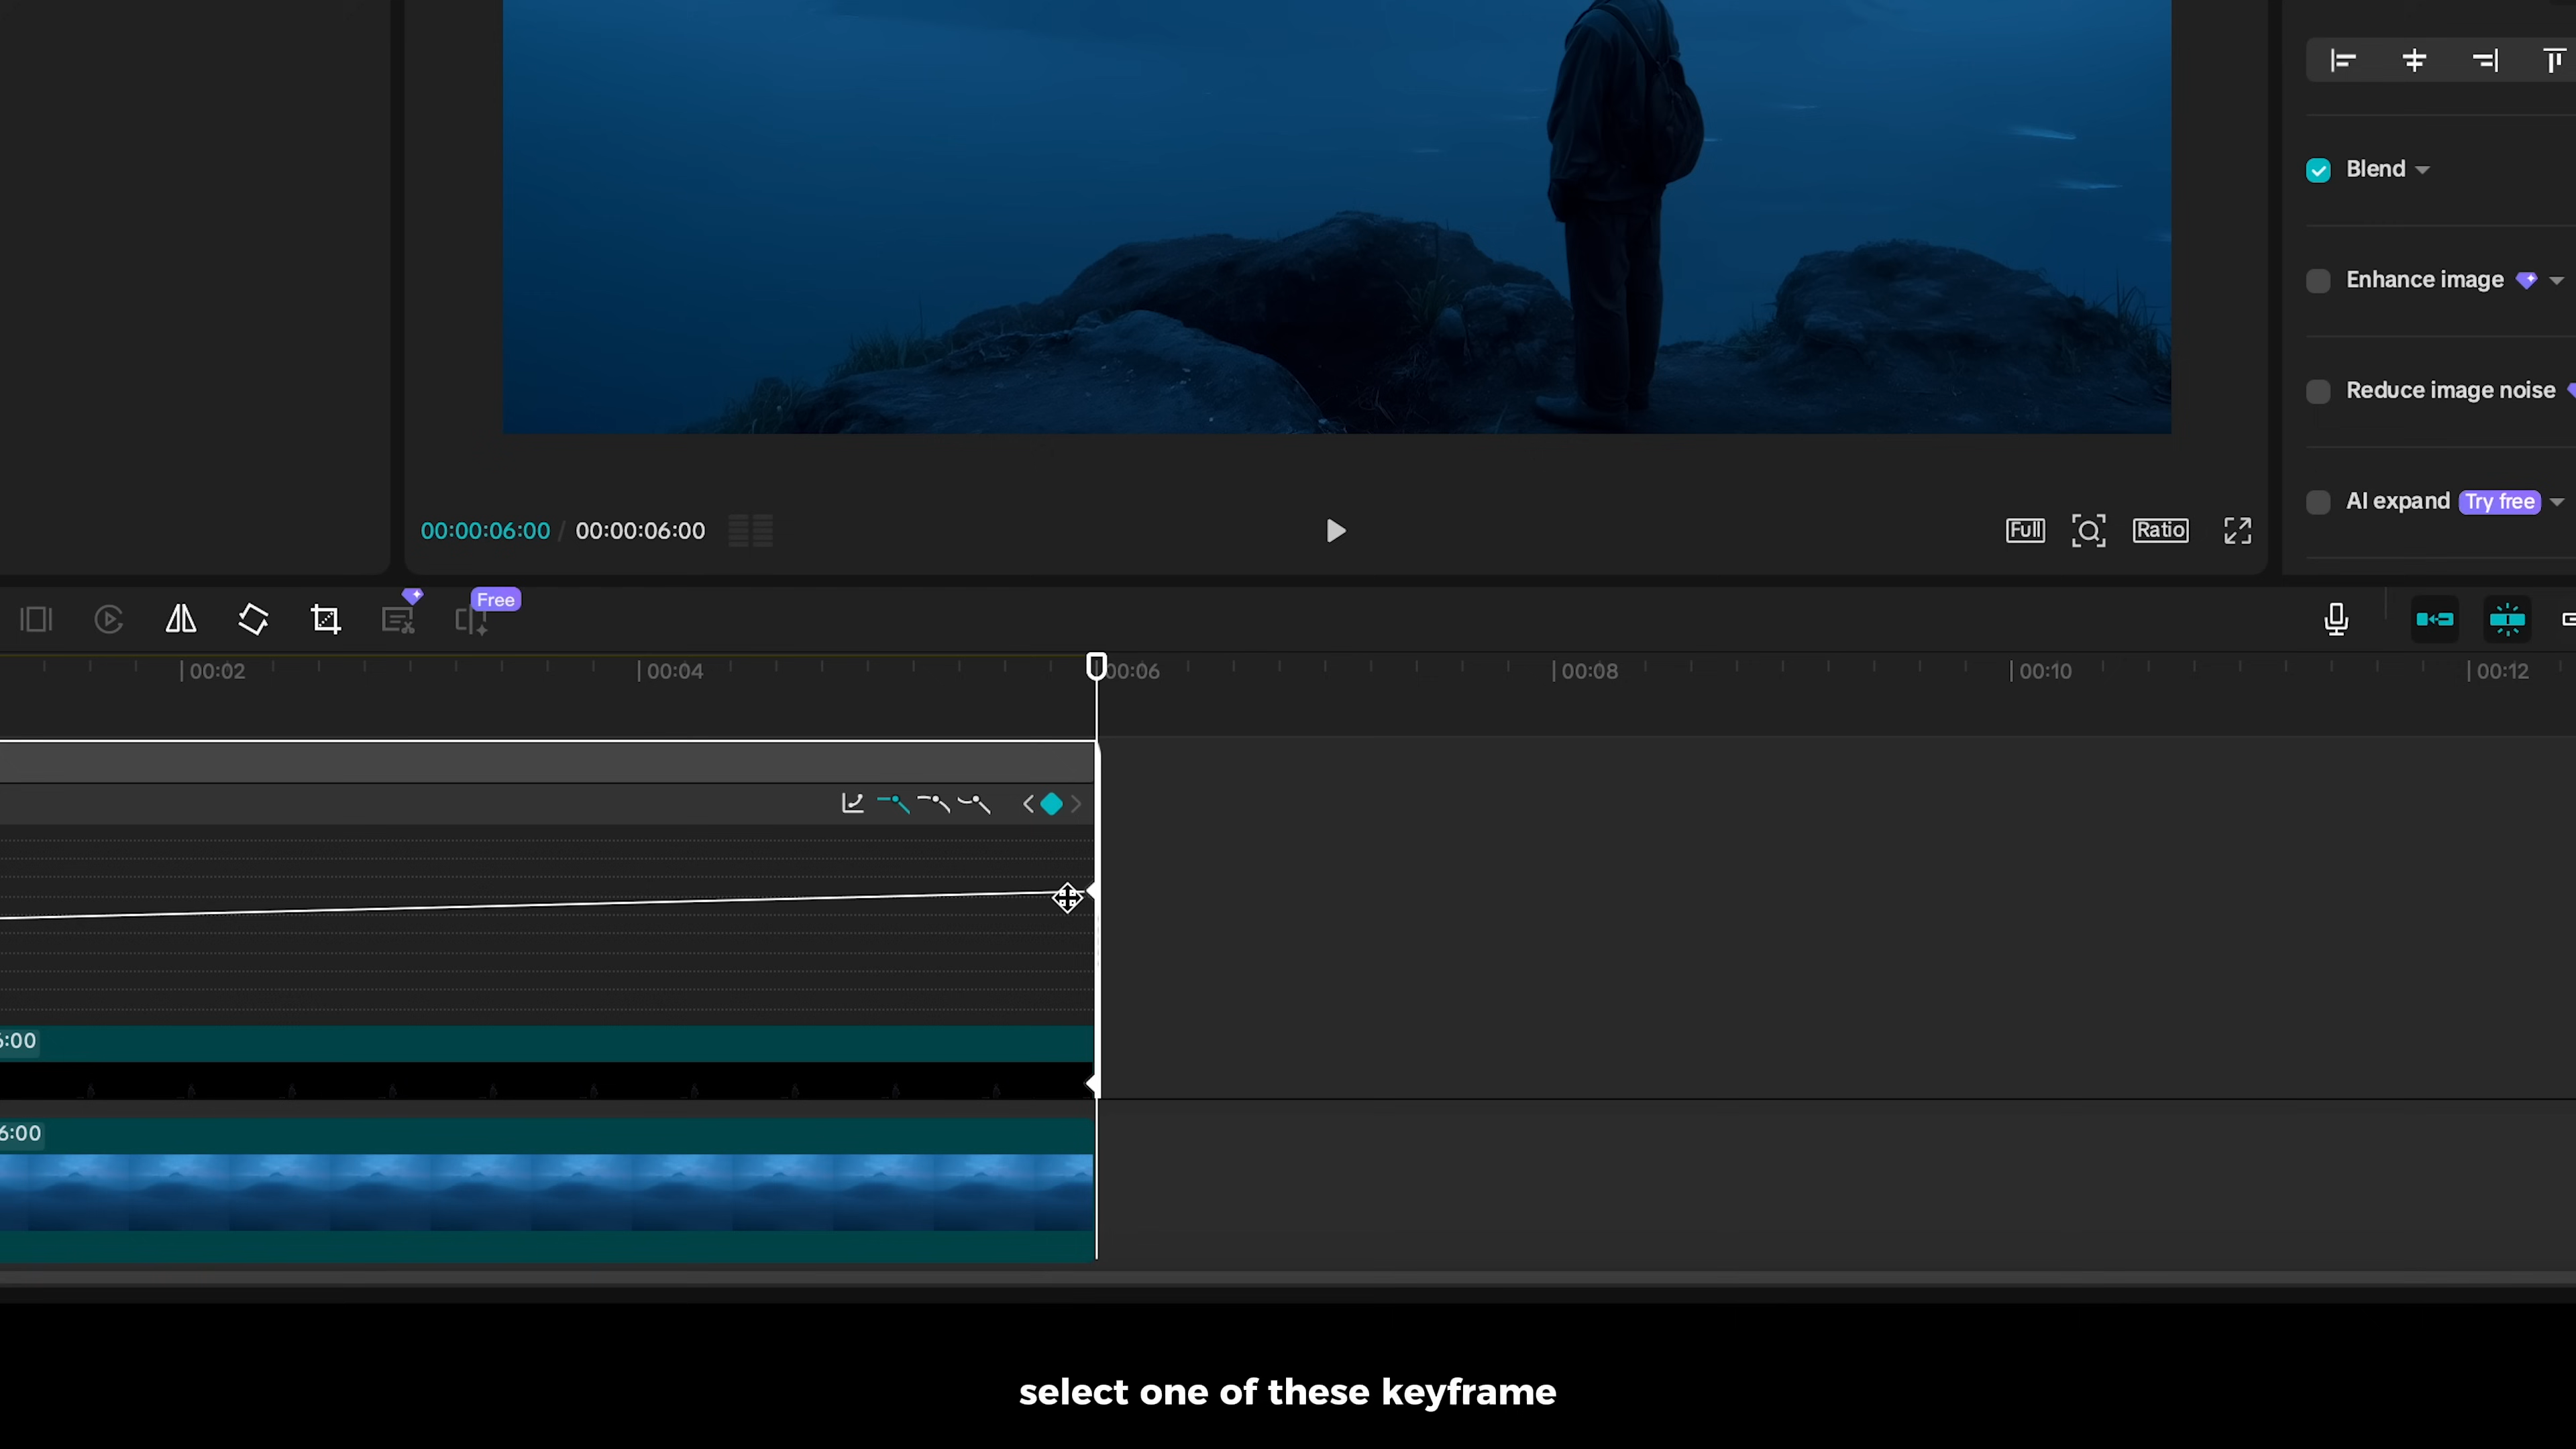 Blend
Enhance image
Reduce image noise
AI expand Try free
00:00:06:00 / 00:00:06:00
Full
Ratio
Free
00:02
00:04
00:06
00:08
00:10
00:12
6:00
6:00
select one of these keyframe